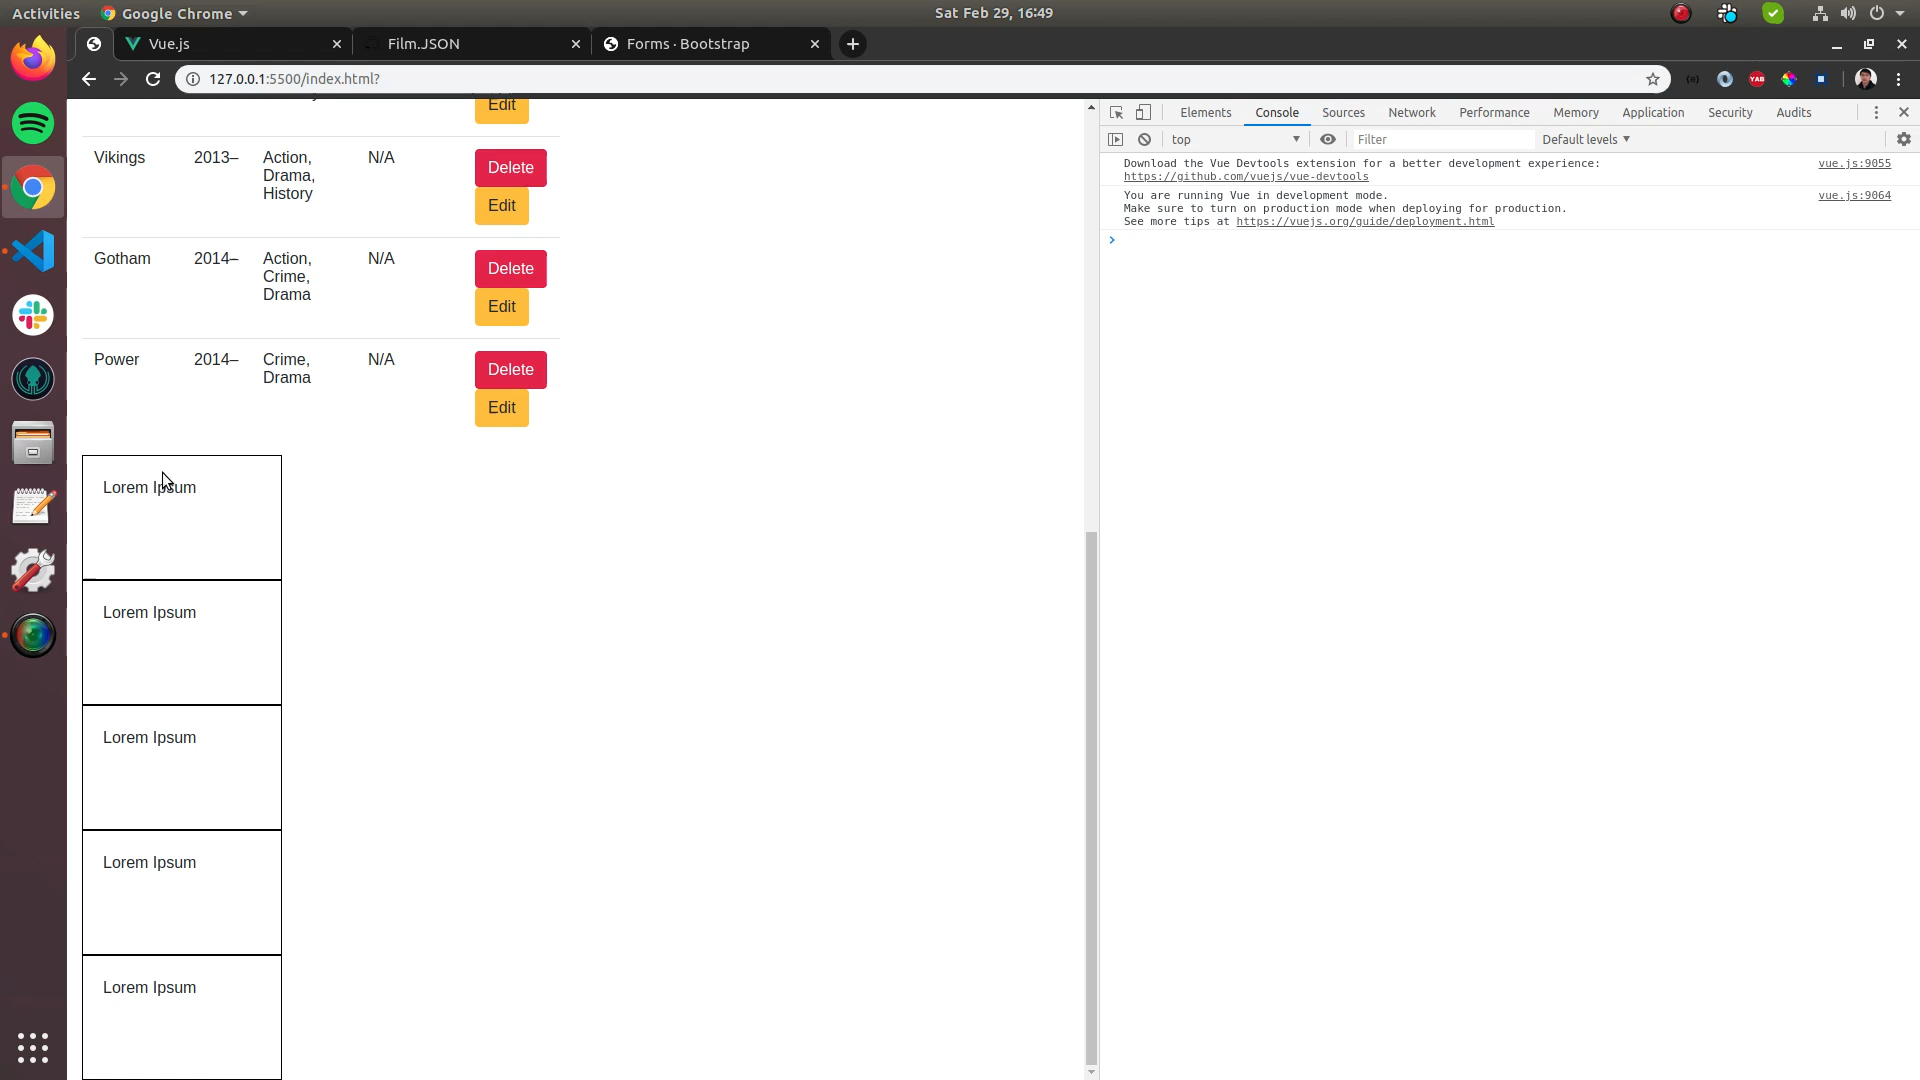 Activities Google Chrome Sat Feb 29, 16:49
Vue.js Film.JSON Forms · Bootstrap
127.0.0.1:5500/index.html? YAB
Elements Console Sources Network Performance Memory Application Security Audits
top Filter Default levels
Download the Vue Devtools extension for a better development experience: vue.js:9055
https://github.com/vuejs/vue-devtools
You are running Vue in development mode. vue.js:9064
Make sure to turn on production mode when deploying for production.
See more tips at https://vuejs.org/guide/deployment.html
Edit
Vikings 2013– Action, N/A Delete
Drama,
History
Edit
Gotham 2014– Action, N/A Delete
Crime,
Drama
Edit
Power 2014– Crime, N/A Delete
Drama
Edit
Lorem Ipsum
Lorem Ipsum
Lorem Ipsum
Lorem Ipsum
Lorem Ipsum